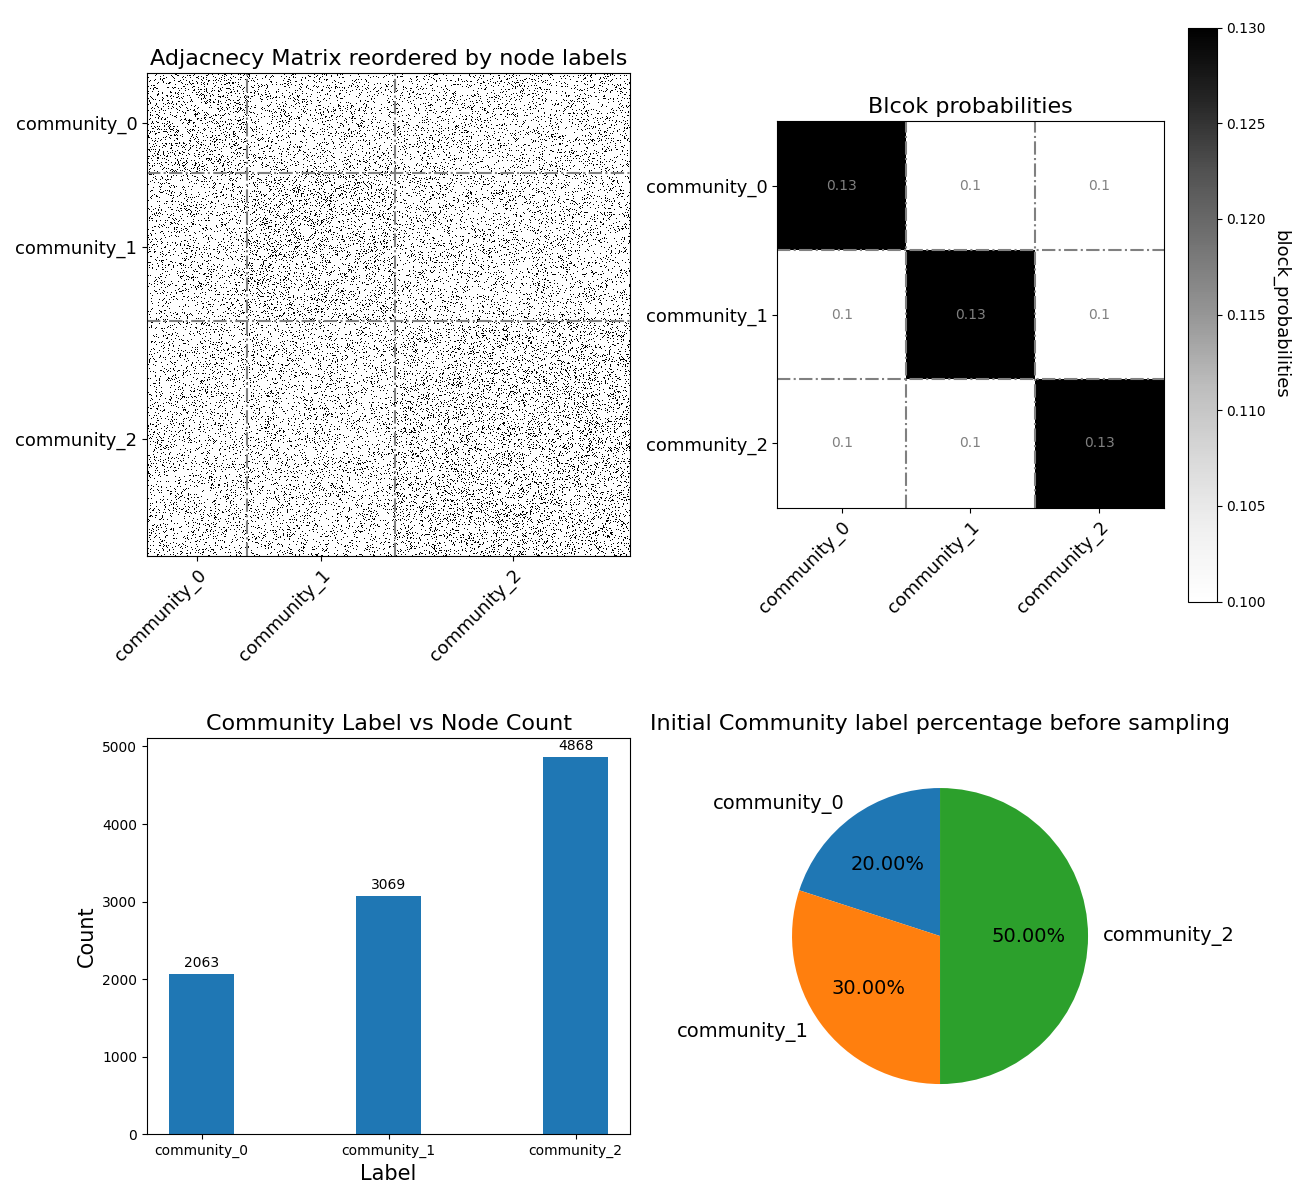 Adjacnecy Matrix reordered by node labels
community_0
community_1
community_2
community_0
community_1
community_2
Blcok probabilities
community_0
community_1
community_2
0.13
0.1
0.1
0.1
0.13
0.1
0.1
0.1
0.13
community_0
community_1
community_2
0.130
0.125
0.120
0.115
0.110
0.105
0.100
block_probabilities
Community Label vs Node Count
5000
4000
3000
2000
1000
0
Count
2063
3069
4868
community_0
community_1
community_2
Label
Initial Community label percentage before sampling
community_0
20.00%
community_1
30.00%
50.00%
community_2